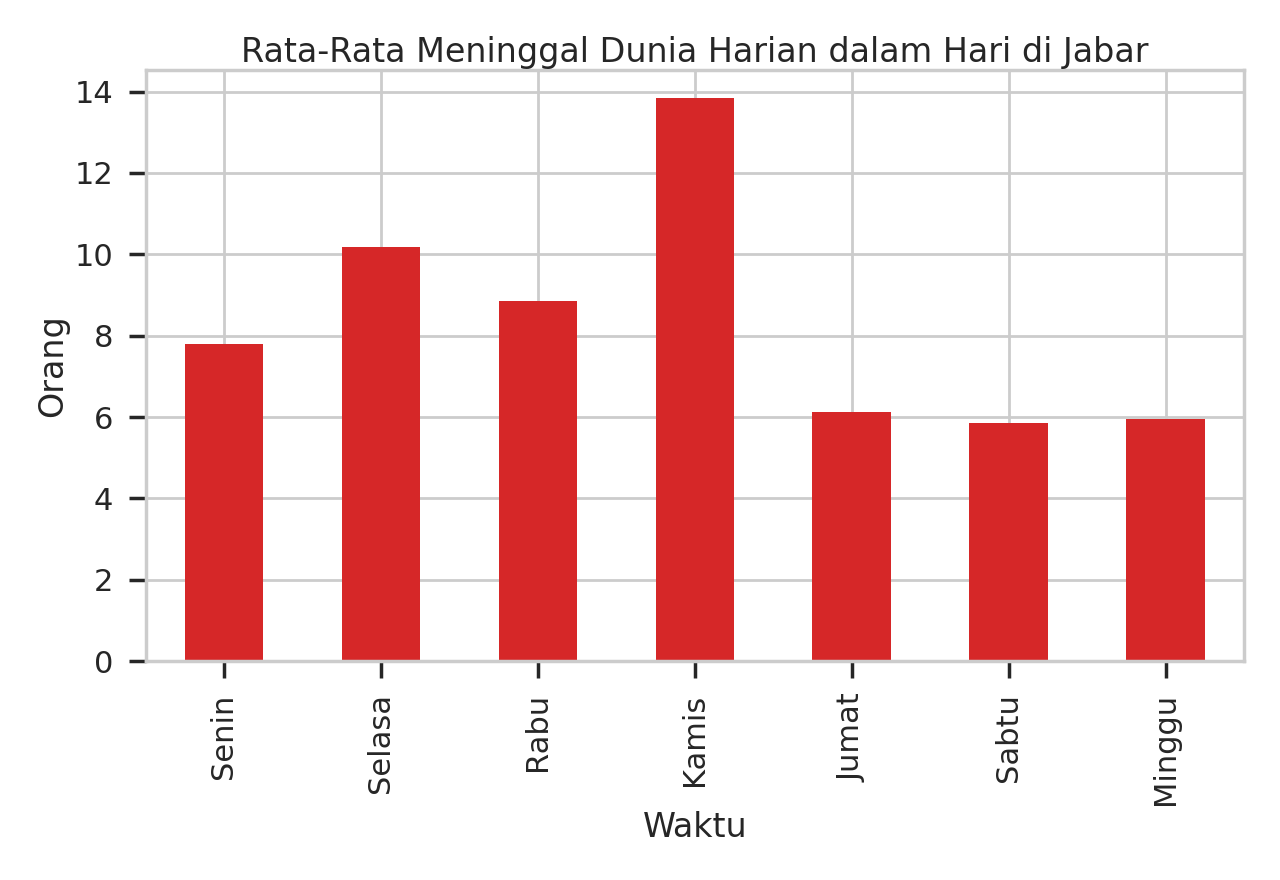 Rata-Rata Meninggal Dunia Harian dalam Hari di Jabar
14
12
10
8
6
4
2
0
Orang
Senin
Selasa
Rabu
Kamis
Jumat
Sabtu
Minggu
Waktu